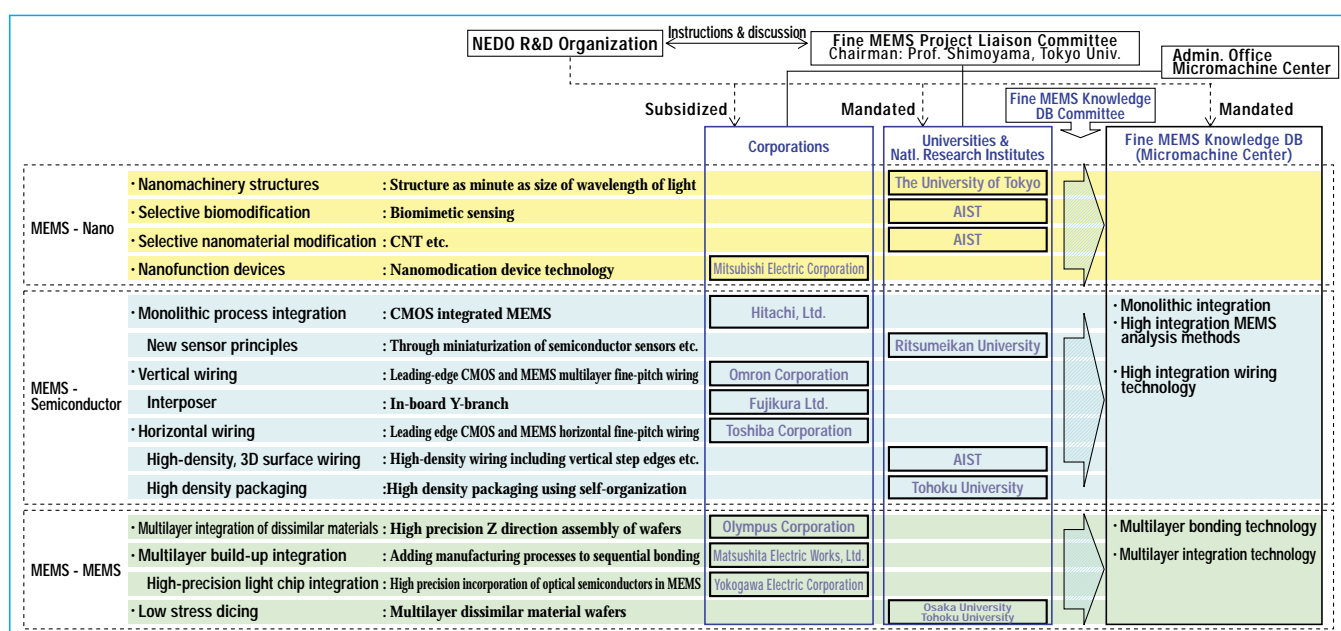 NEDO R&D Organization
Instructions & discussion
Fine MEMS Project Liaison Committee
Chairman: Prof. Shimoyama, Tokyo Univ.
Admin. Office
Micromachine Center
Subsidized
Mandated
Fine MEMS Knowledge
DB Committee
Mandated
Corporations
Universities &
Natl. Research Institutes
Fine MEMS Knowledge DB
(Micromachine Center)
MEMS - Nano
· Nanomachinery structures : Structure as minute as size of wavelength of light The University of Tokyo
· Selective biomodification : Biomimetic sensing AIST
· Selective nanomaterial modification : CNT etc. AIST
· Nanofunction devices : Nanomodication device technology Mitsubishi Electric Corporation
MEMS -
Semiconductor
· Monolithic process integration : CMOS integrated MEMS Hitachi, Ltd.
New sensor principles : Through miniaturization of semiconductor sensors etc. Ritsumeikan University
· Vertical wiring : Leading-edge CMOS and MEMS multilayer fine-pitch wiring Omron Corporation
Interposer : In-board Y-branch Fujikura Ltd.
· Horizontal wiring : Leading edge CMOS and MEMS horizontal fine-pitch wiring Toshiba Corporation
High-density, 3D surface wiring : High-density wiring including vertical step edges etc. AIST
High density packaging :High density packaging using self-organization Tohoku University
· Monolithic integration
· High integration MEMS
analysis methods
· High integration wiring
technology
MEMS - MEMS
· Multilayer integration of dissimilar materials : High precision Z direction assembly of wafers Olympus Corporation
· Multilayer build-up integration : Adding manufacturing processes to sequential bonding Matsushita Electric Works, Ltd.
High-precision light chip integration : High precision incorporation of optical semiconductors in MEMS Yokogawa Electric Corporation
· Low stress dicing : Multilayer dissimilar material wafers Osaka University
Tohoku University
· Multilayer bonding technology
· Multilayer integration technology